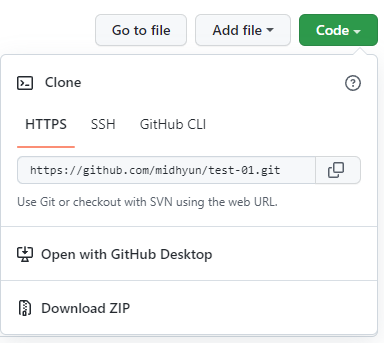 Go to file
Add file
Code
Clone
HTTPS
SSH
GitHub CLI
https://github.com/midhyun/test-01.git
Use Git or checkout with SVN using the web URL.
Open with GitHub Desktop
Download ZIP